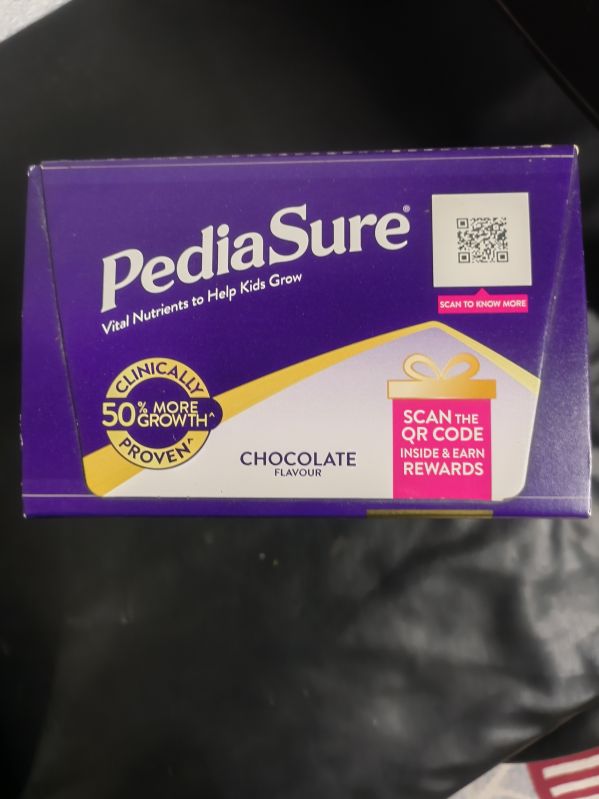 PediaSure®
Vital Nutrients to Help Kids Grow
SCAN TO KNOW MORE
CLINICALLY
50% MORE
GROWTH^
PROVEN^
CHOCOLATE
FLAVOUR
SCAN THE
QR CODE
INSIDE & EARN
REWARDS